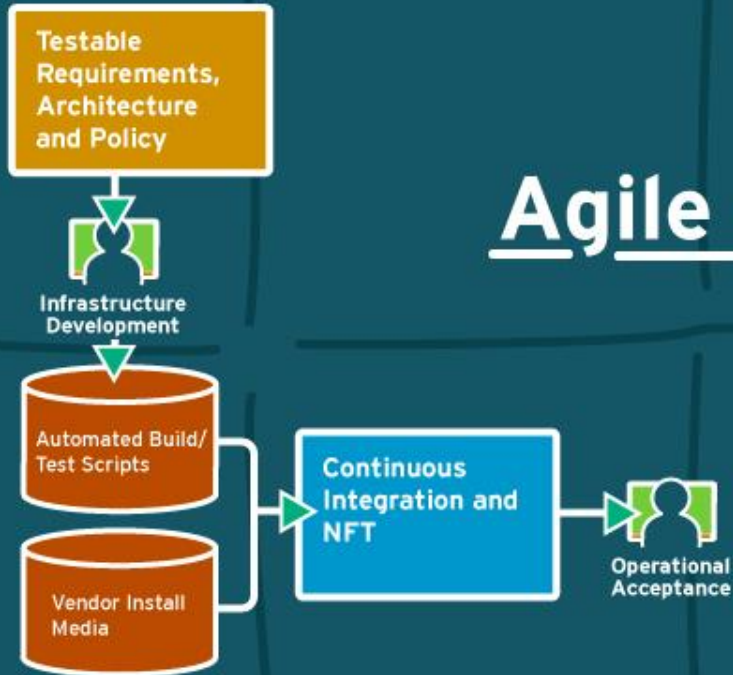 Testable
Requirements,
Architecture
and Policy
Agile
Infrastructure
Development
Automated Build/
Test Scripts
Continuous
Integration and
NFT
Operational
Acceptance
Vendor Install
Media